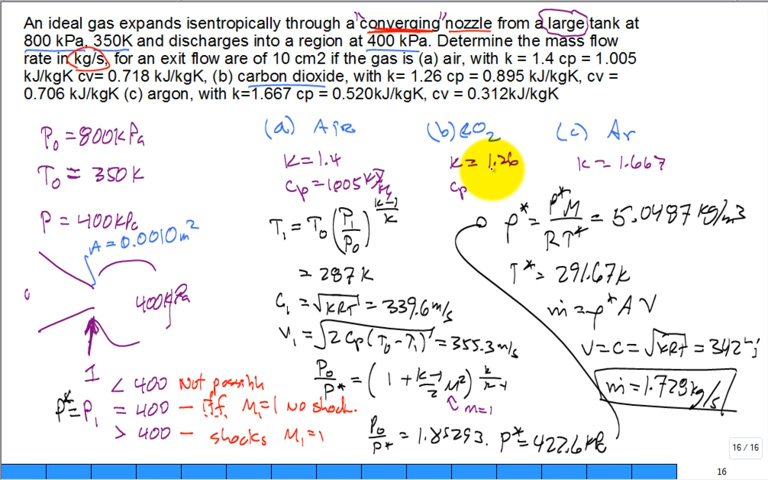 An ideal gas expands isentropically through a "converging" nozzle from a large tank at
800 kPa, 350K and discharges into a region at 400 kPa. Determine the mass flow
rate in kg/s, for an exit flow are of 10 cm2 if the gas is (a) air, with k = 1.4 cp = 1.005
kJ/kgK cv= 0.718 kJ/kgK, (b) carbon dioxide, with k= 1.26 cp = 0.895 kJ/kgK, cv =
0.706 kJ/kgK (c) argon, with k=1.667 cp = 0.520kJ/kgK, cv = 0.312kJ/kgK
P₀ = 800kPa
T₀ = 350K
P = 400kPa
A = 0.0010m²
400kPa
1
< 400 Not possible
P* = P₁ = 400 – iff M₁=1 No shock.
> 400 – shocks M₁=1
(a) Air
k = 1.4
T₁ = T₀ (P₁/P₀)^((k-1)/k)
= 287K
C₁ = √kRT = 339.6m/s
V₁ = √2Cp(T₀-T₁) = 355.3m/s
P₀/P* = (1 + (k-1)/2 M²)^(k/(k-1))
M=1
P₀/P* = 1.85293. P* = 422.6kPa
(b) CO₂
k = 1.26
Cp
(c) Ar
k = 1.667
ρ* = P*M/RT* = 5.0487 kg/m3
T* = 291.67K
ṁ = ρ*AV
V = C = √kRT = 342
ṁ = 1.728kg/s
16 / 16
16